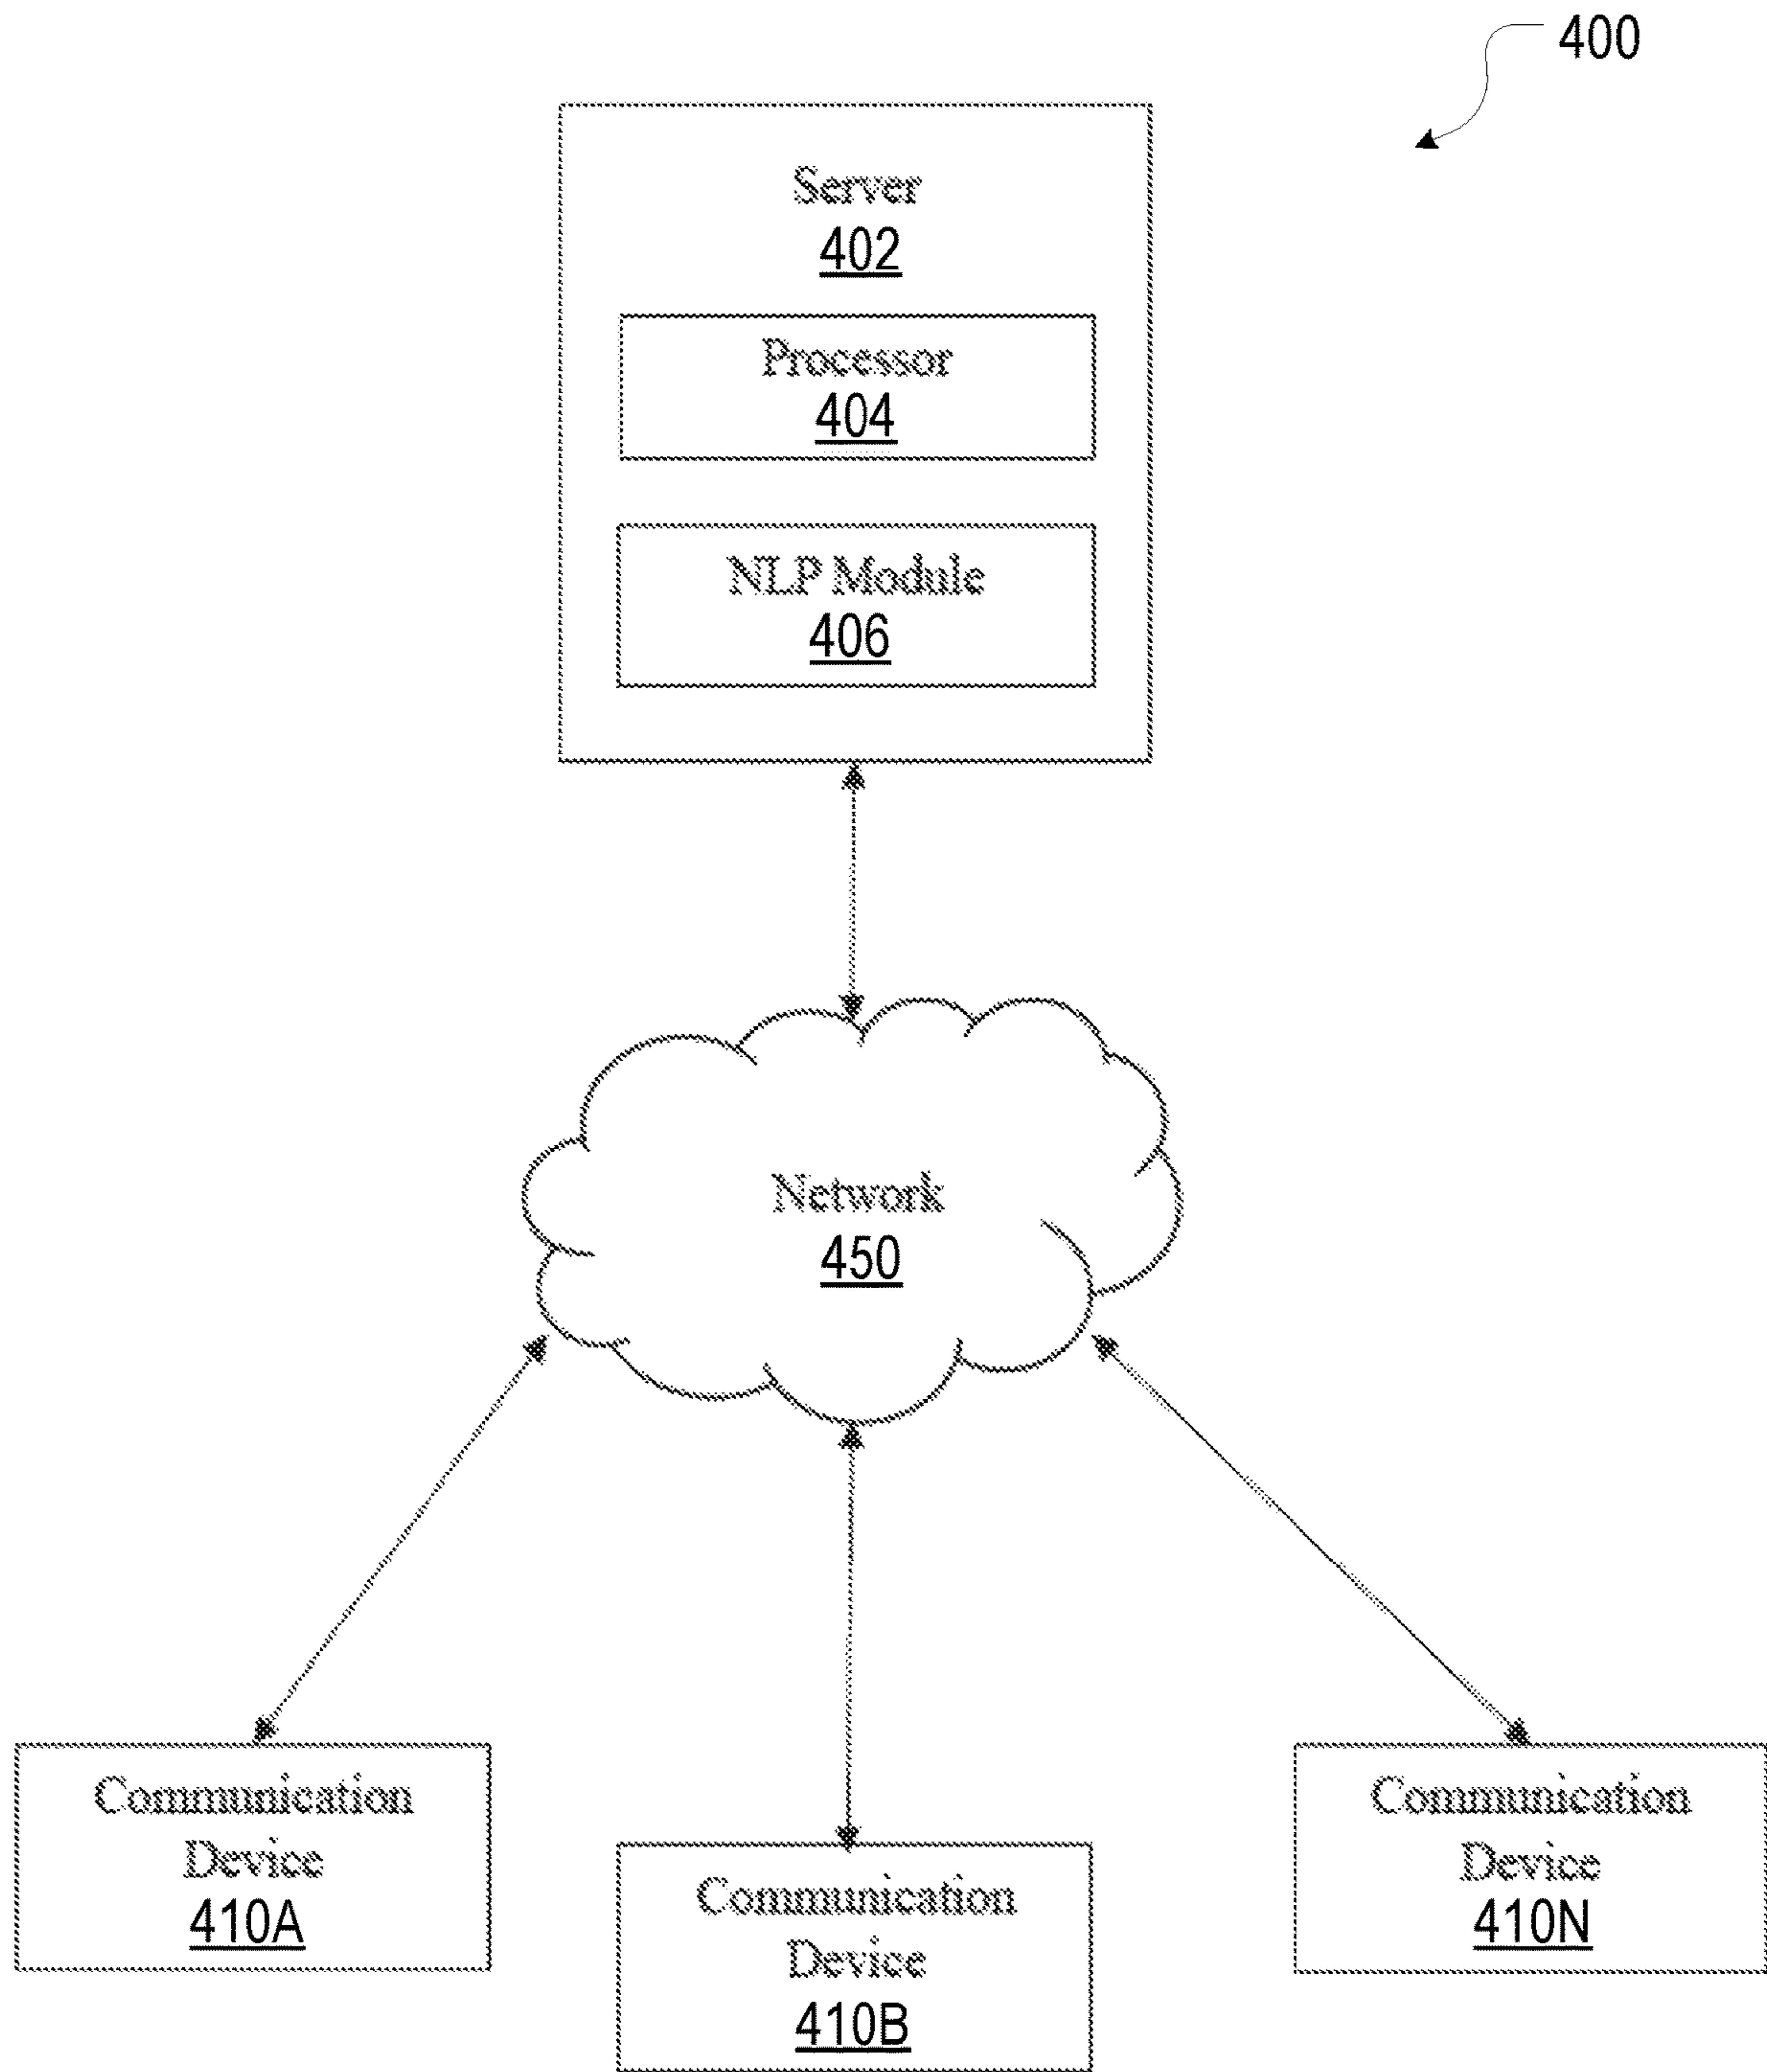 400
Server
402
Processor
404
NLP Module
406
Network
450
Communication
Device
410A
Communication
Device
410B
Communication
Device
410N